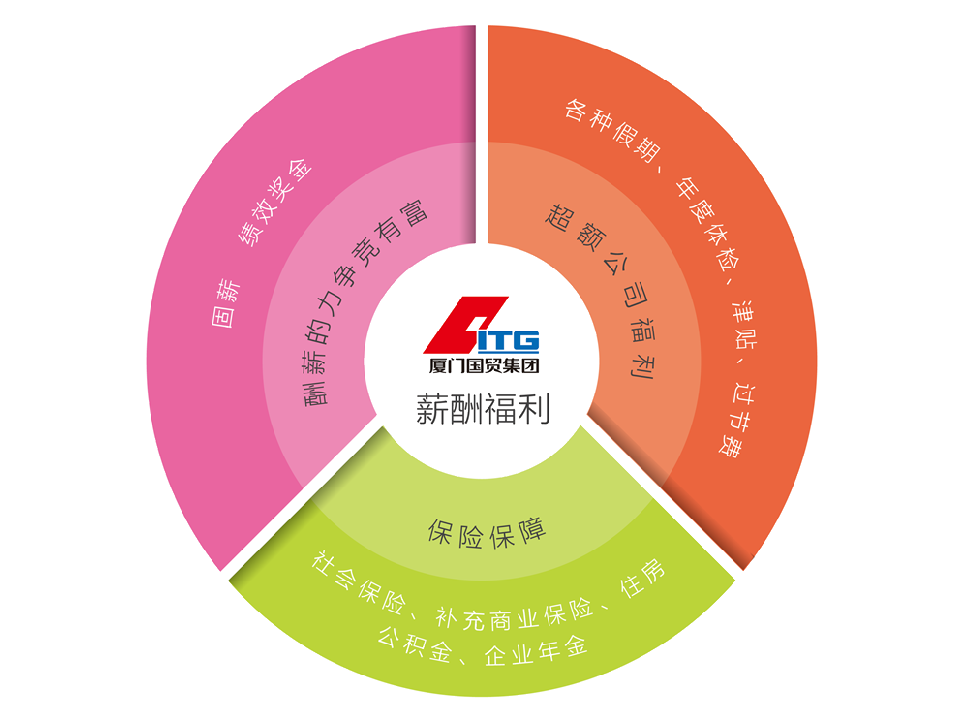 ITG
厦门国贸集团
薪酬福利
酬薪的力争竞有富
固薪 绩效奖金
超额公司福利
各种假期、年度体检、津贴、过节费
保险保障
社会保险、补充商业保险、住房
公积金、企业年金